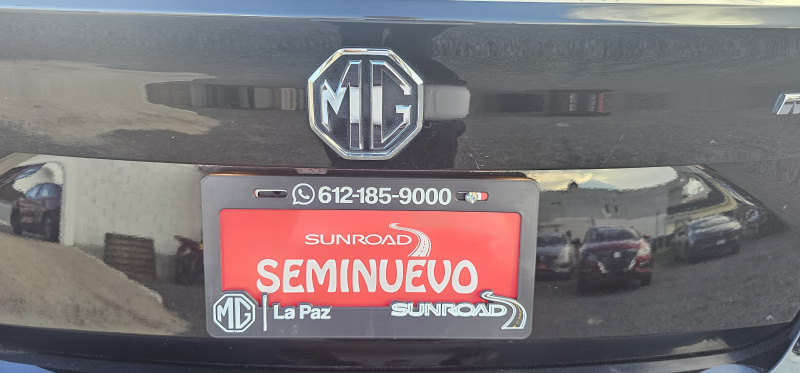 MG
612-185-9000
SUNROAD
SEMINUEVO
MG La Paz SUNROAD